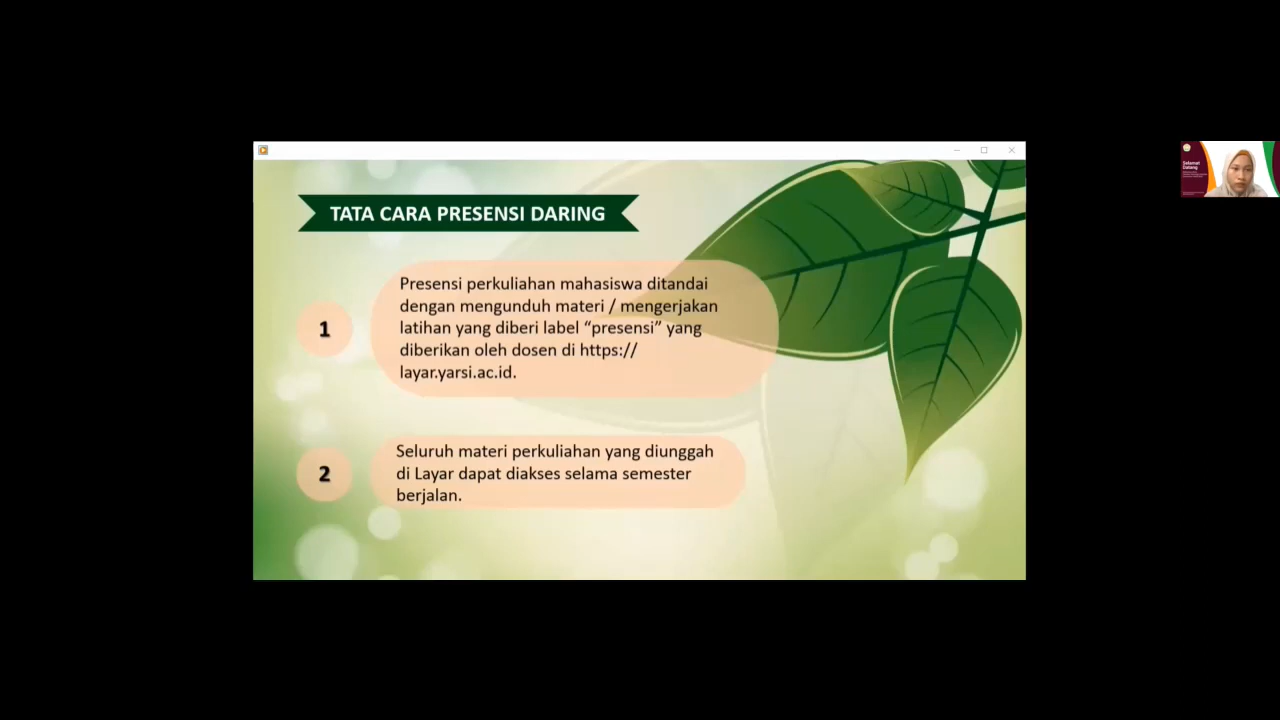 TATA CARA PRESENSI DARING
1
Presensi perkuliahan mahasiswa ditandai
dengan mengunduh materi / mengerjakan
latihan yang diberi label “presensi” yang
diberikan oleh dosen di https://
layar.yarsi.ac.id.
2
Seluruh materi perkuliahan yang diunggah
di Layar dapat diakses selama semester
berjalan.
Selamat
Datang